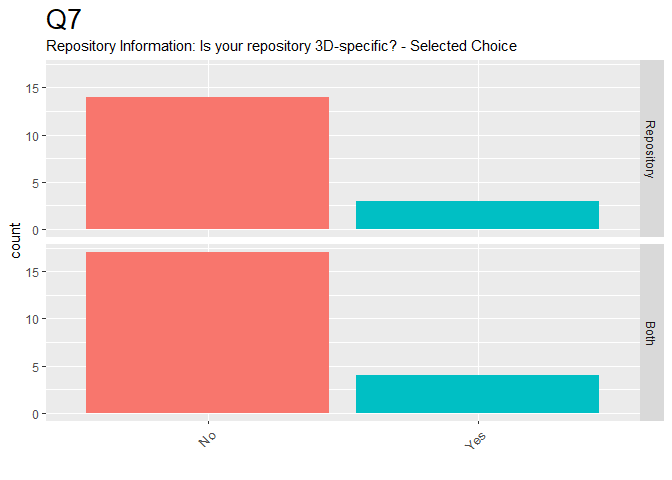 Q7
Repository Information: Is your repository 3D-specific? - Selected Choice
count
15
10
5
0
Repository
15
10
5
0
Both
No
Yes